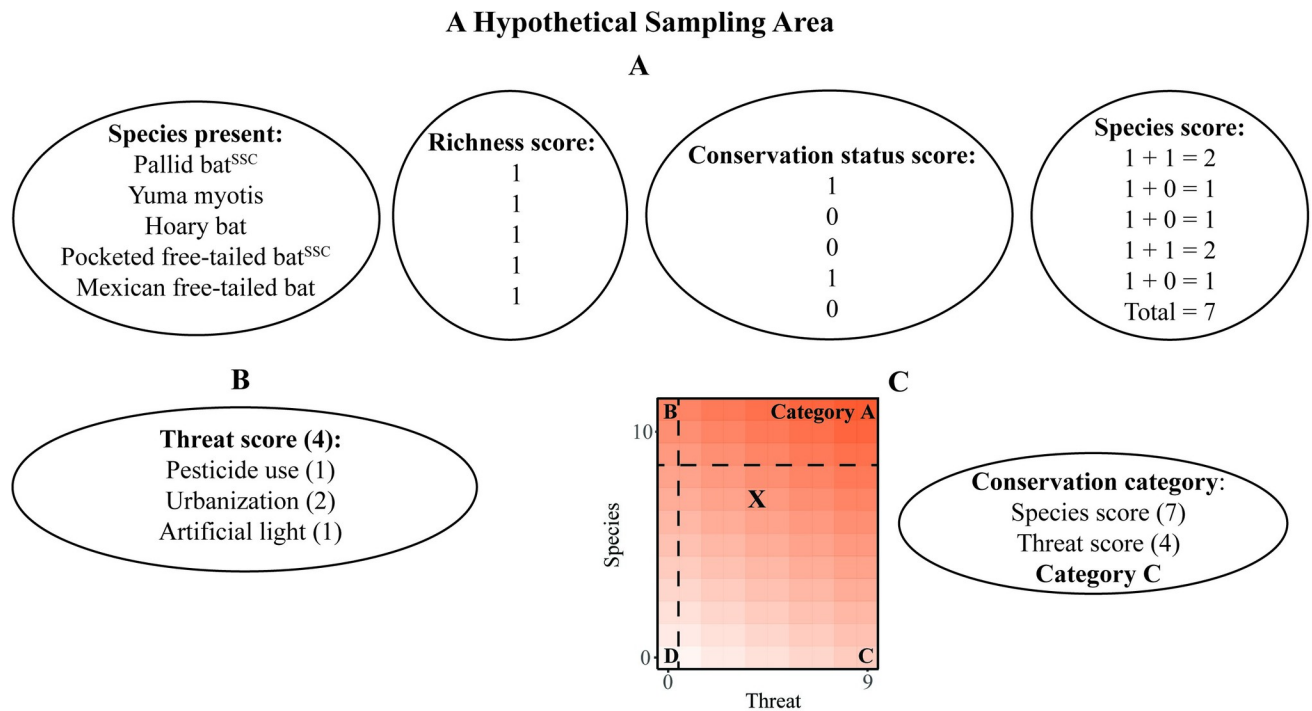 A Hypothetical Sampling Area
A
Species present:
Pallid batSSC
Yuma myotis
Hoary bat
Pocketed free-tailed batSSC
Mexican free-tailed bat
Richness score:
1
1
1
1
1
Conservation status score:
1
0
0
1
0
Species score:
1 + 1 = 2
1 + 0 = 1
1 + 0 = 1
1 + 1 = 2
1 + 0 = 1
Total = 7
B
Threat score (4):
Pesticide use (1)
Urbanization (2)
Artificial light (1)
C
B Category A
10
X
Species
0
D C
0 9
Threat
Conservation category:
Species score (7)
Threat score (4)
Category C